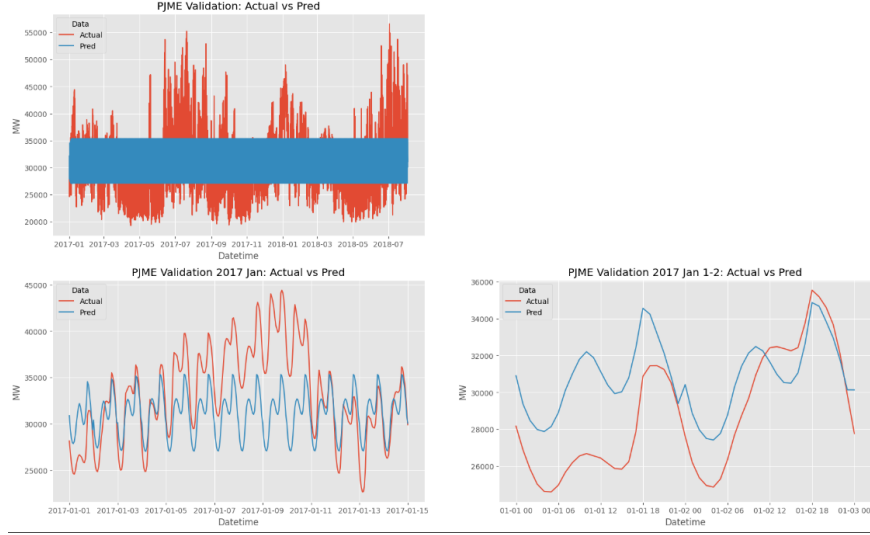 PJME Validation: Actual vs Pred
Data
Actual
Pred
55000
50000
45000
40000
35000
30000
25000
20000
MW
2017-01 2017-03 2017-05 2017-07 2017-09 2017-11 2018-01 2018-03 2018-05 2018-07
Datetime
PJME Validation 2017 Jan: Actual vs Pred
Data
Actual
Pred
45000
40000
35000
30000
25000
MW
2017-01-01 2017-01-03 2017-01-05 2017-01-07 2017-01-09 2017-01-11 2017-01-13 2017-01-15
Datetime
PJME Validation 2017 Jan 1-2: Actual vs Pred
Data
Actual
Pred
36000
34000
32000
30000
28000
26000
MW
01-01 00 01-01 06 01-01 12 01-01 18 01-02 00 01-02 06 01-02 12 01-02 18 01-03 00
Datetime